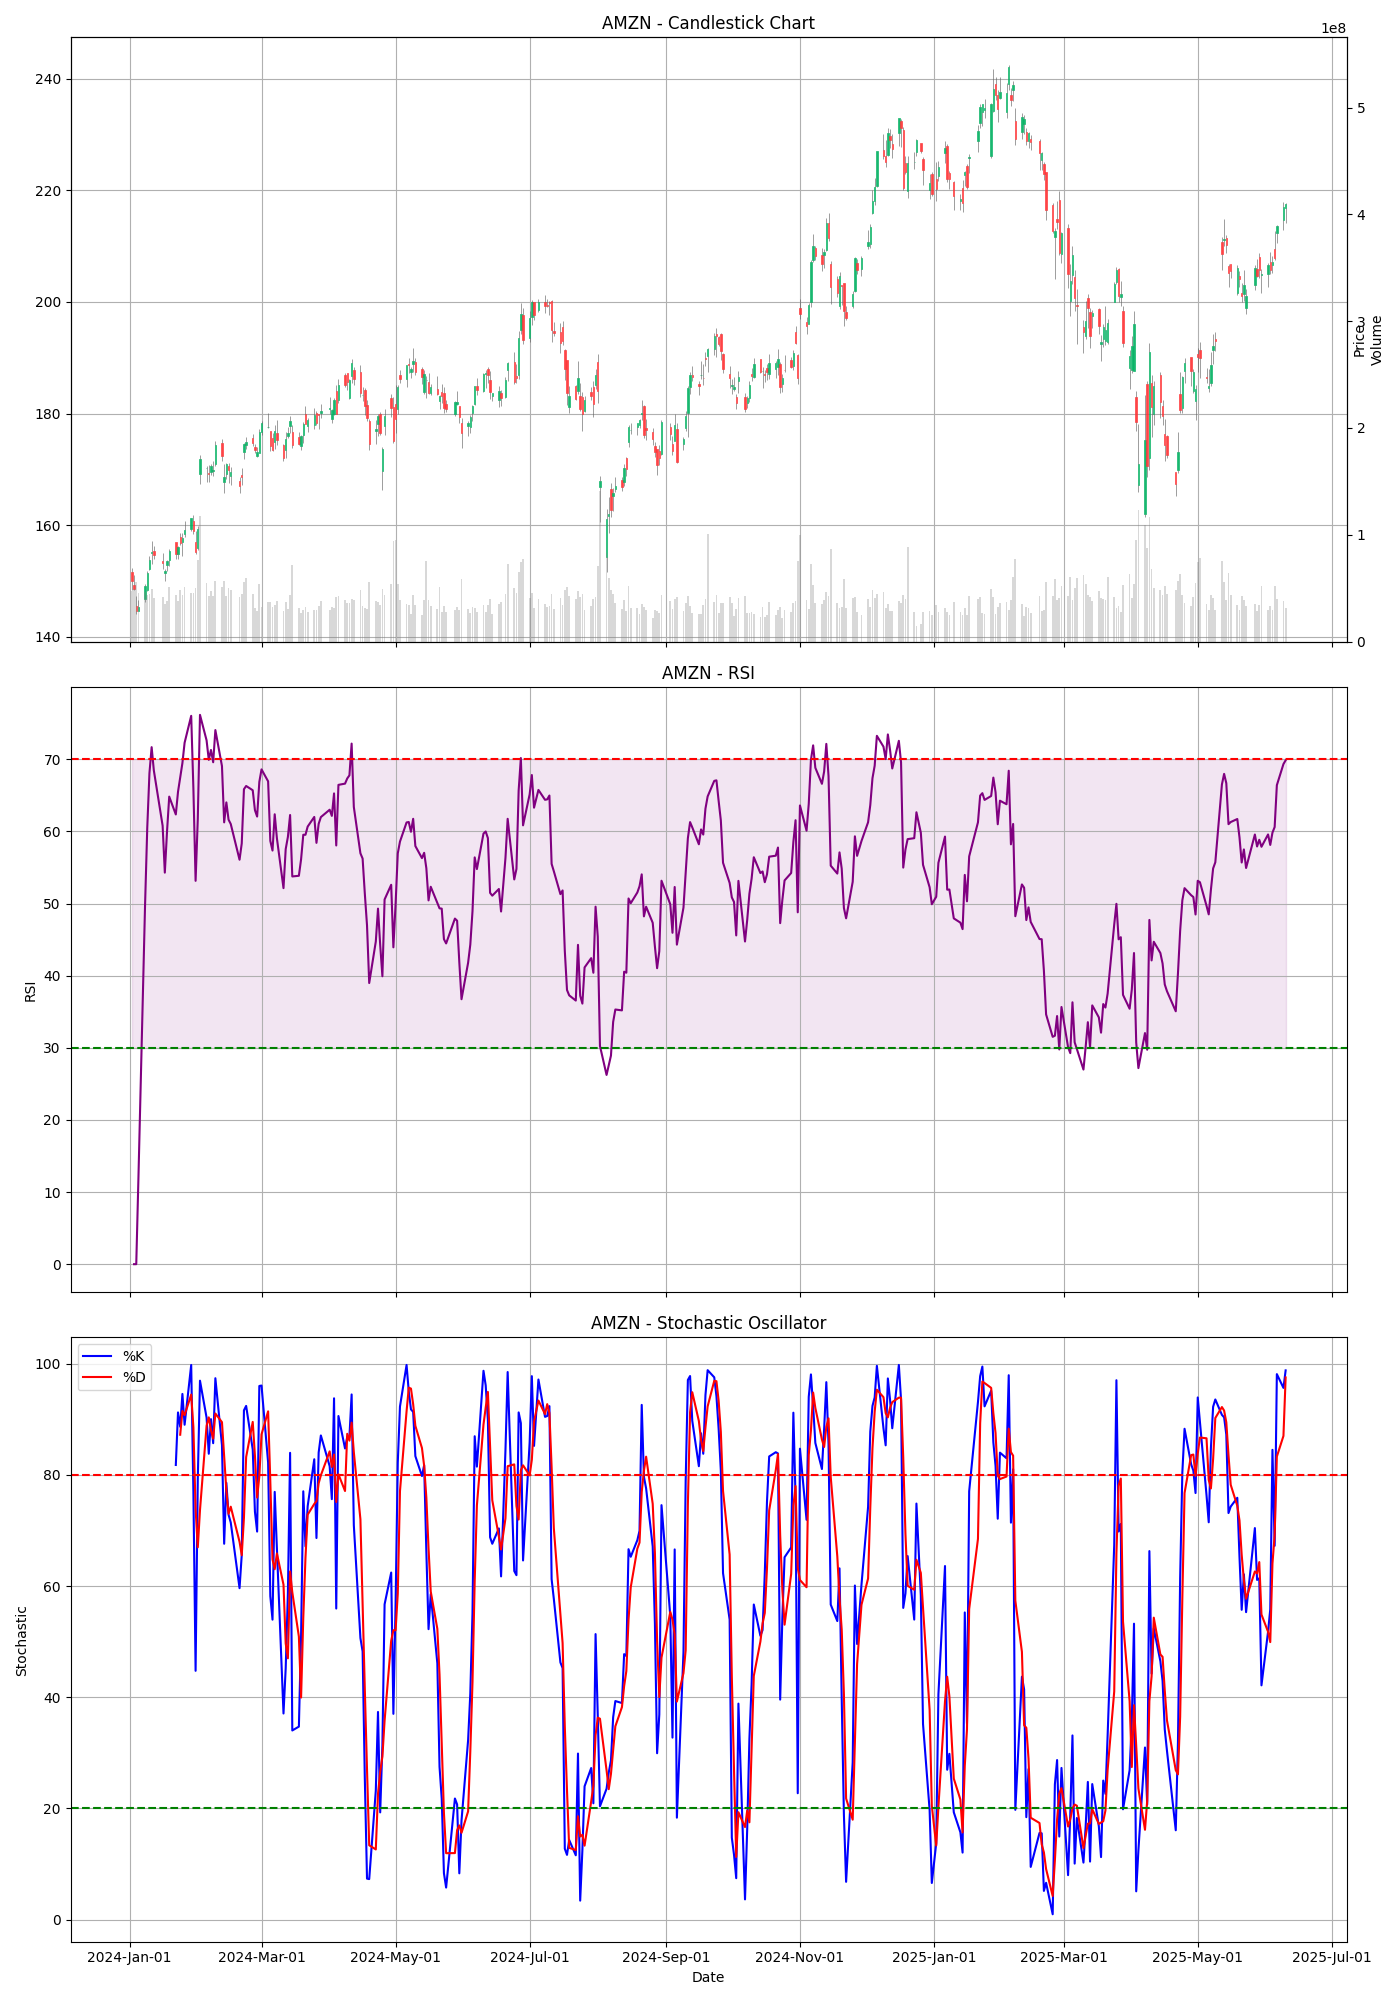 AMZN - Candlestick Chart
1e8
240
220
200
180
160
140
5
4
3
2
1
0
Price
Volume
AMZN - RSI
70
60
50
40
30
20
10
0
RSI
AMZN - Stochastic Oscillator
%K
%D
100
80
60
40
20
0
Stochastic
2024-Jan-01
2024-Mar-01
2024-May-01
2024-Jul-01
2024-Sep-01
2024-Nov-01
2025-Jan-01
2025-Mar-01
2025-May-01
2025-Jul-01
Date